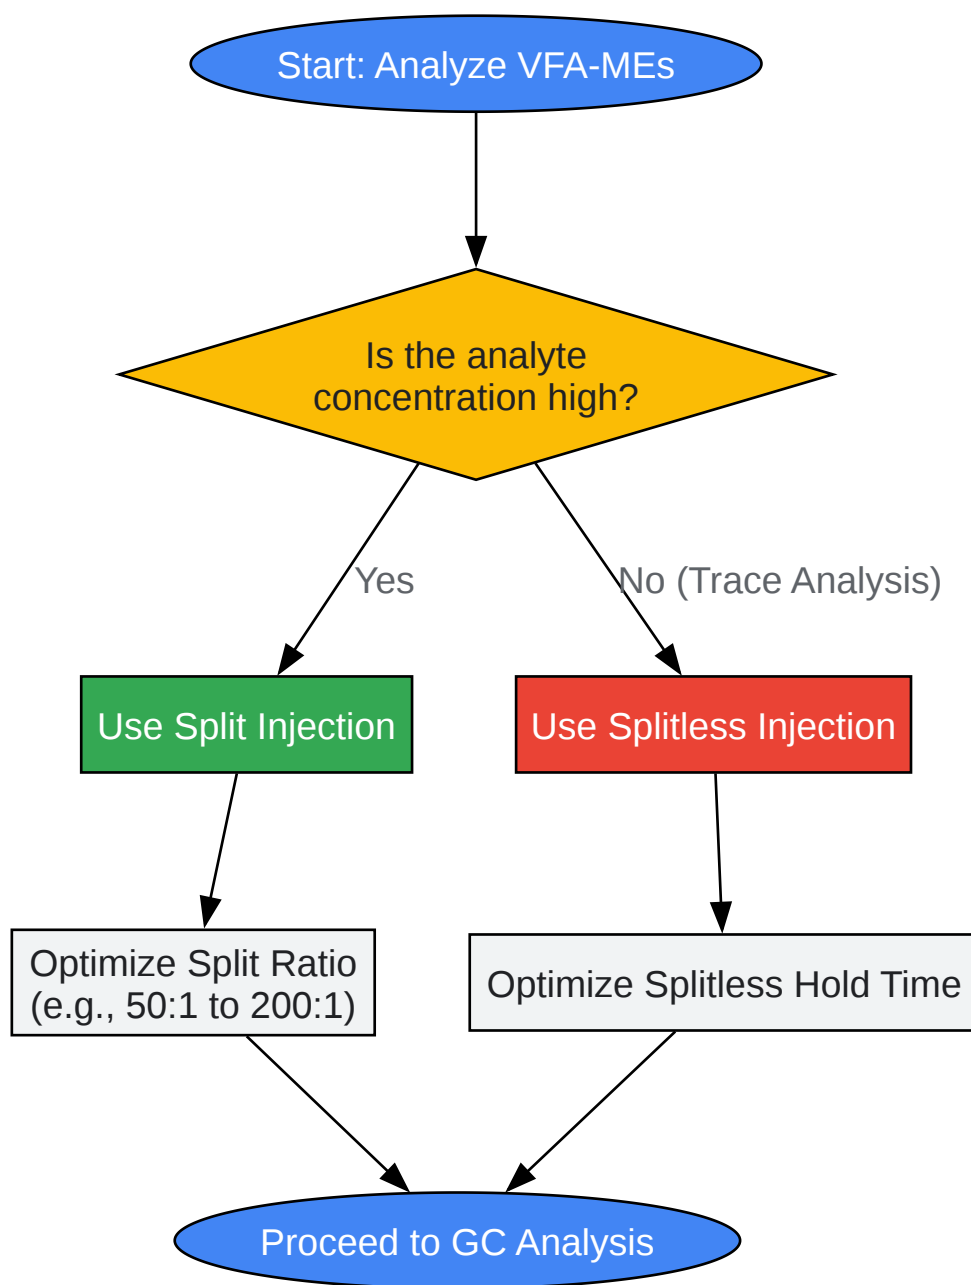 Start: Analyze VFA-MEs
Is the analyte
concentration high?
Yes
No (Trace Analysis)
Use Split Injection
Use Splitless Injection
Optimize Split Ratio
(e.g., 50:1 to 200:1)
Optimize Splitless Hold Time
Proceed to GC Analysis